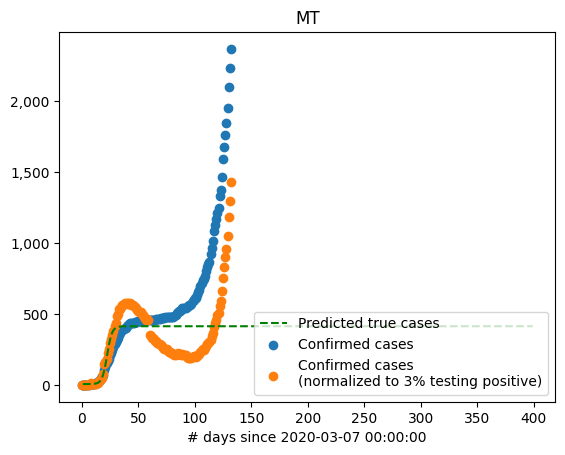 MT
2,000
1,500
1,000
500
0
Predicted true cases
Confirmed cases
Confirmed cases
(normalized to 3% testing positive)
0 50 100 150 200 250 300 350 400
# days since 2020-03-07 00:00:00